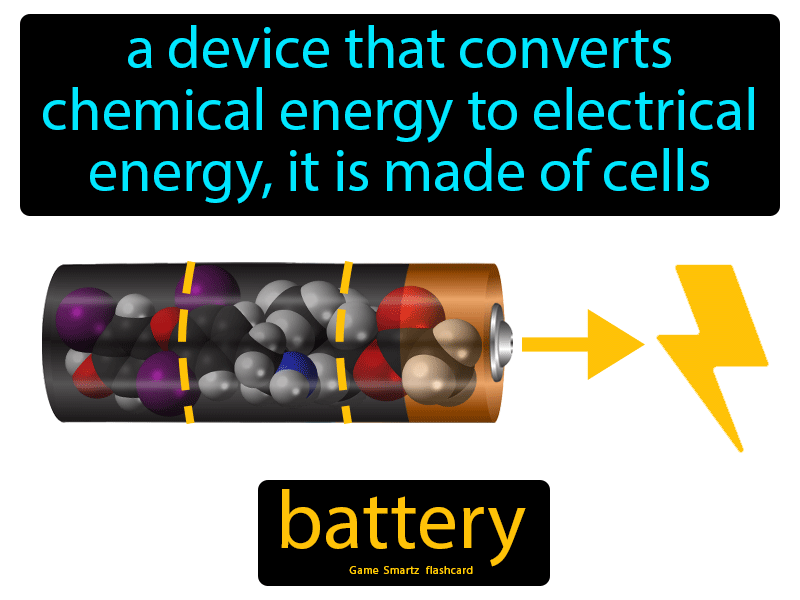 a device that converts
chemical energy to electrical
energy, it is made of cells
battery
Game Smartz flashcard